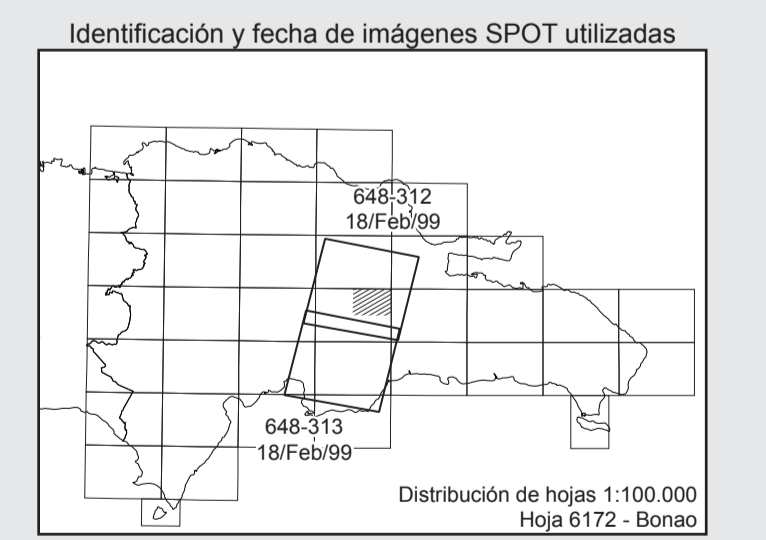 Identificación y fecha de imágenes SPOT utilizadas
648-312
18/Feb/99
648-313
18/Feb/99
Distribución de hojas 1:100.000
Hoja 6172 - Bonao